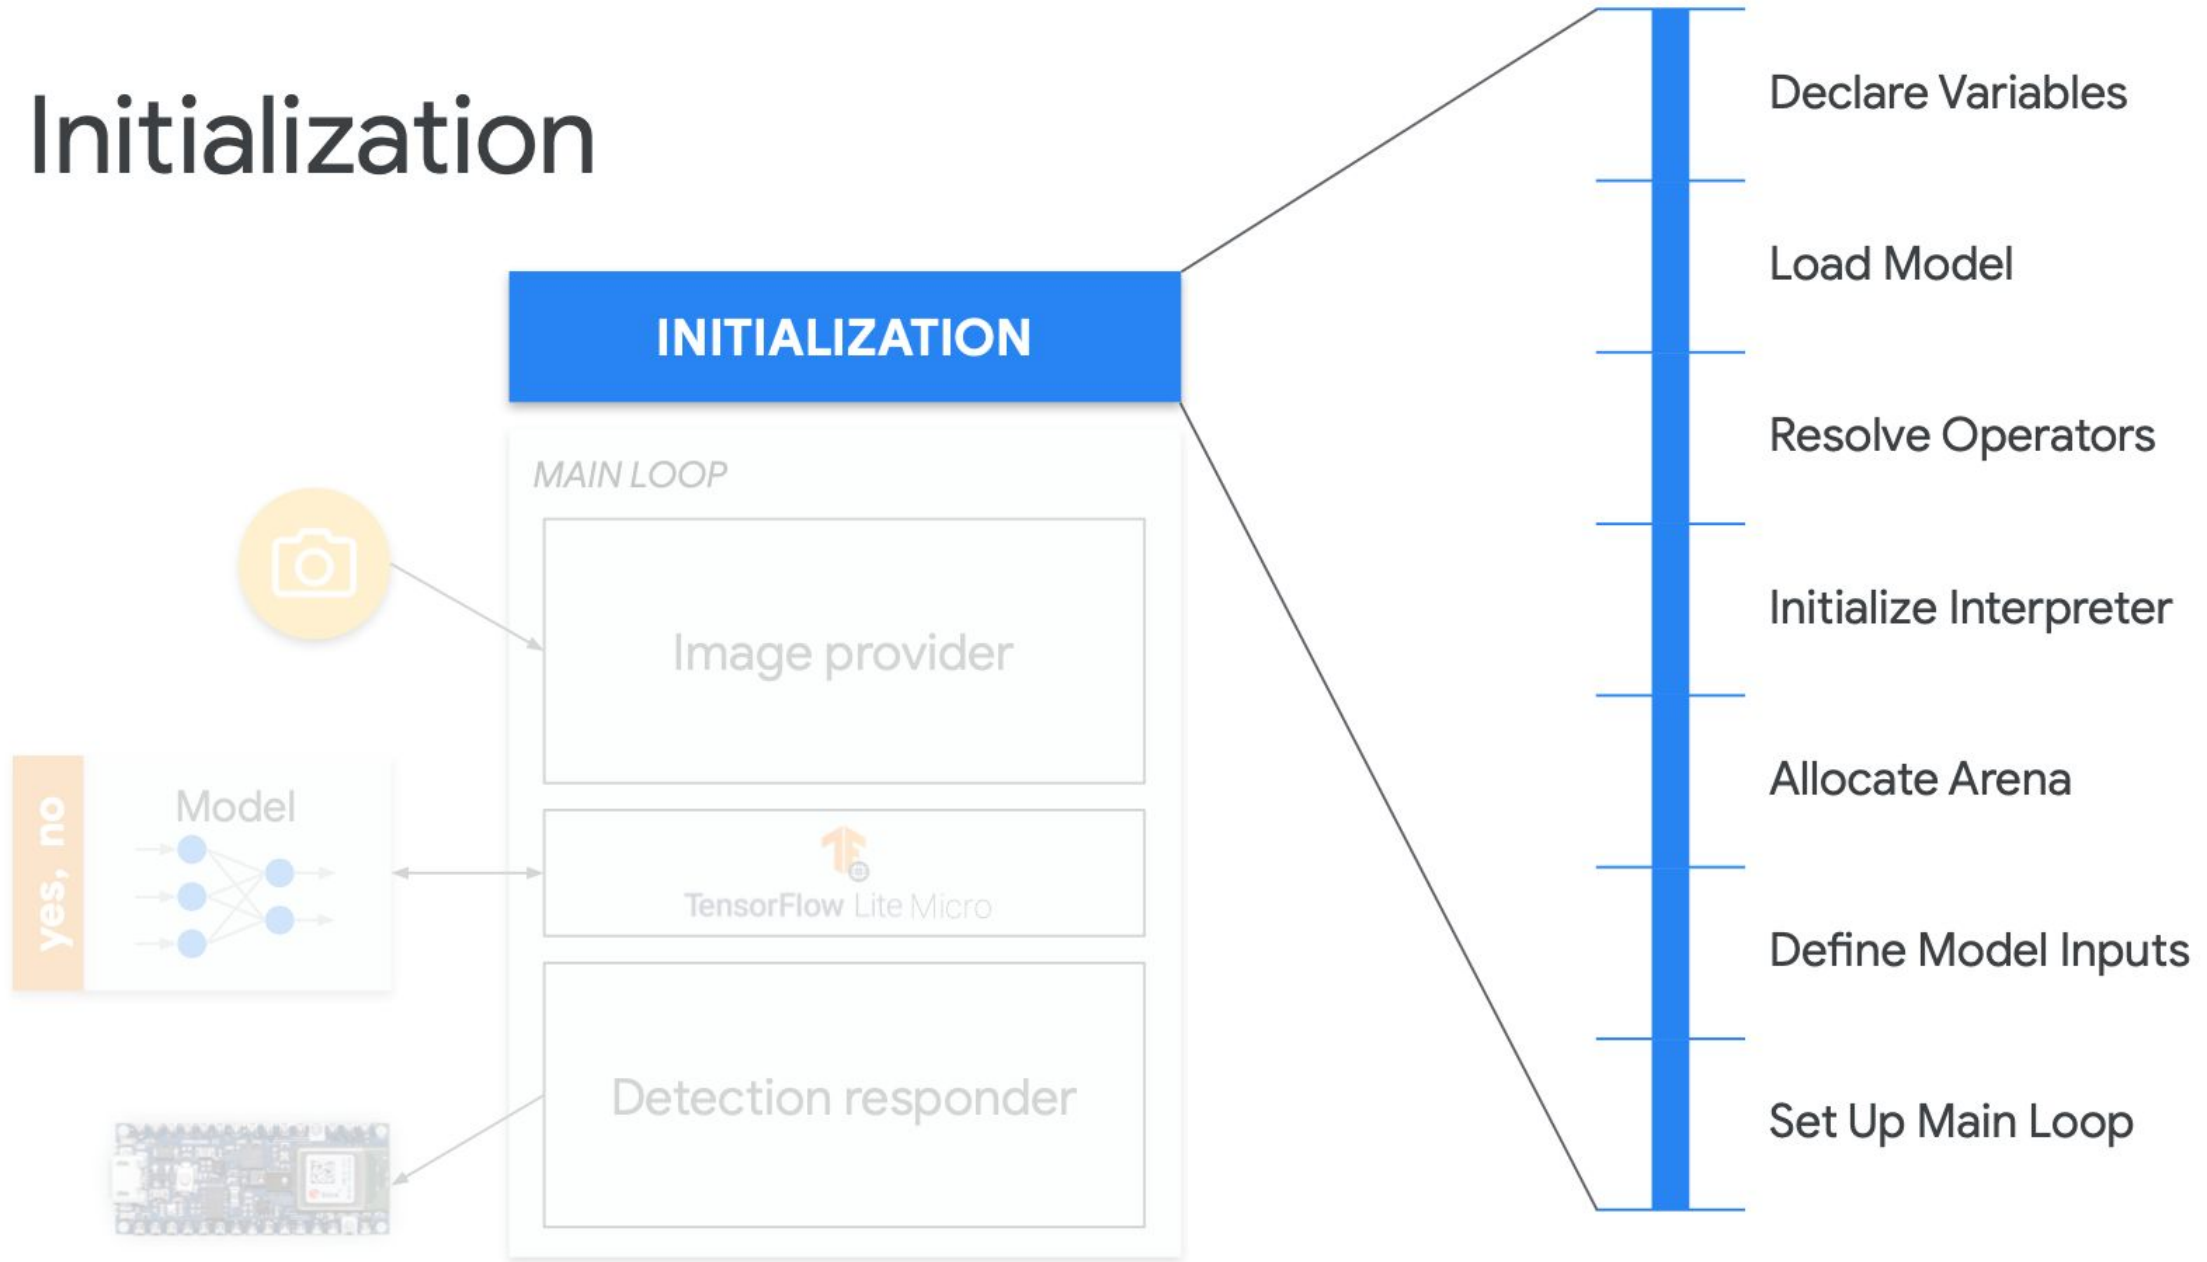 Initialization
INITIALIZATION
MAIN LOOP
Image provider
Model
yes, no
TensorFlow Lite Micro
Detection responder
Declare Variables
Load Model
Resolve Operators
Initialize Interpreter
Allocate Arena
Define Model Inputs
Set Up Main Loop